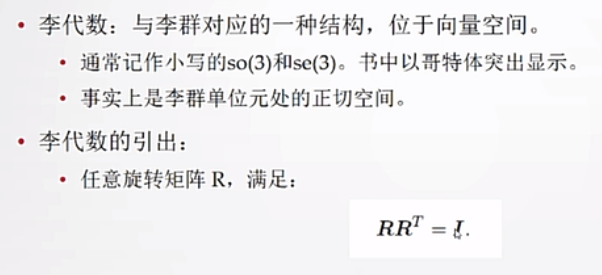 李代数：与李群对应的一种结构，位于向量空间。
通常记作小写的so(3)和se(3)。书中以哥特体突出显示。
事实上是李群单位元处的正切空间。
李代数的引出：
任意旋转矩阵 R，满足：
RRᵀ = I.